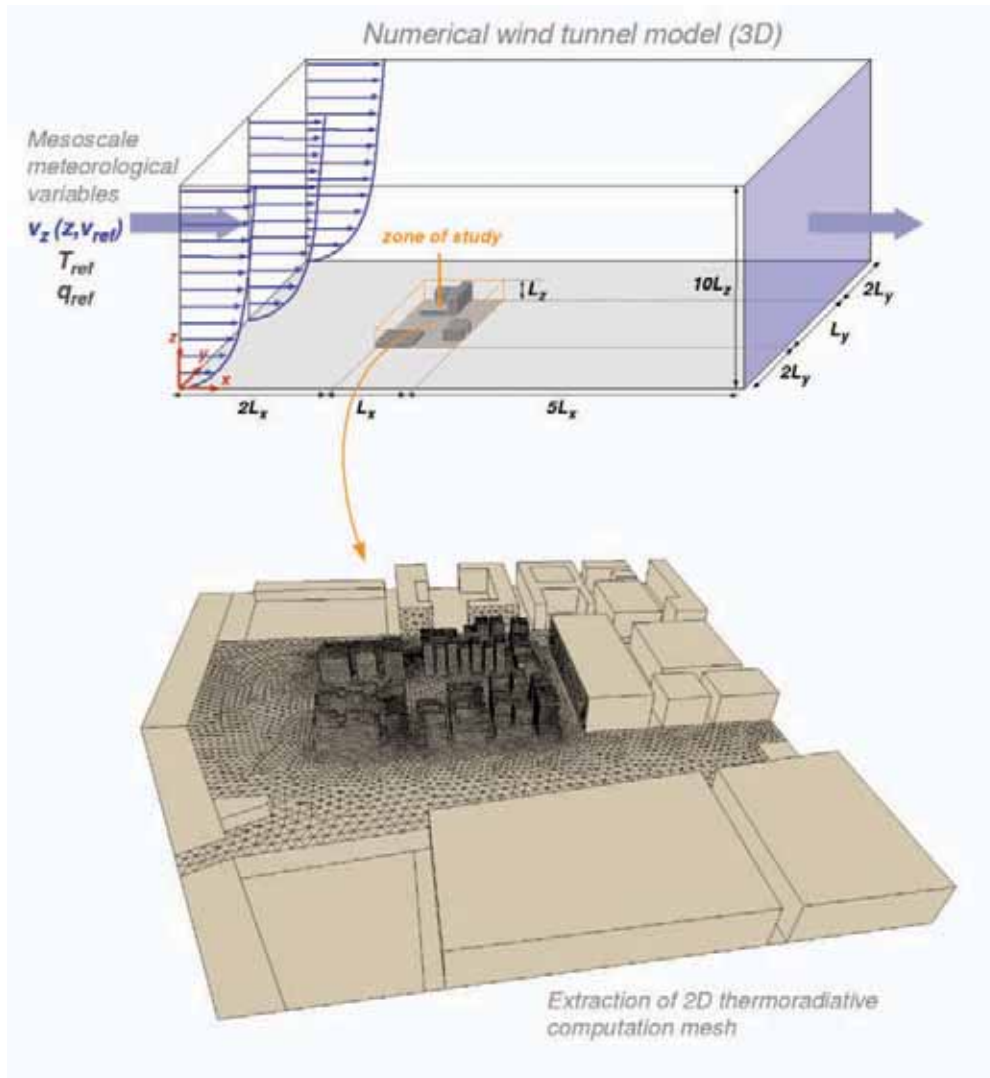 Numerical wind tunnel model (3D)
Mesoscale
meteorological
variables
v_z (z,v_ref)
T_ref
q_ref
zone of study
L_z
10L_z
2L_y
L_y
2L_y
z
y
x
2L_x
L_x
5L_x
Extraction of 2D thermoradiative
computation mesh